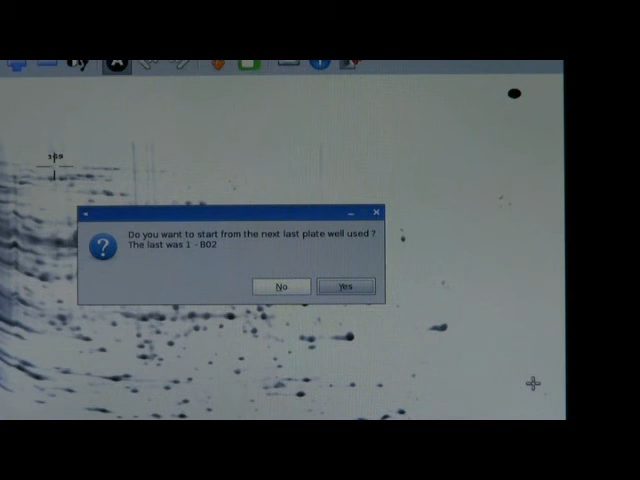 Do you want to start from the next last plate well used ?
The last was 1 - B02
No
Yes